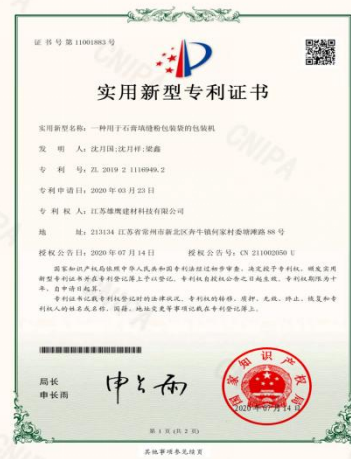 证书号第11001883号
实用新型专利证书
实用新型名称：一种用于石膏填缝粉包装袋的包装机
发 明 人：沈月国;沈月祥;梁鑫
专 利 号：ZL 2019 2 1116949.2
专利申请日：2020年03月23日
专 利 权 人：江苏雄鹰建材科技有限公司
地 址：213134 江苏省常州市新北区奔牛镇何家村委塘滩路88号
授权公告日：2020年07月14日 授权公告号：CN 211002050 U
国家知识产权局依照中华人民共和国专利法经过初步审查，决定授予专利权，颁发实用
新型专利证书并在专利登记簿上予以登记。专利权自授权公告之日起生效。专利权期限为十
年，自申请日起算。
专利证书记载专利权登记时的法律状况。专利权的转移、质押、无效、终止、恢复和专
利权人的姓名或名称、国籍、地址变更等事项记载在专利登记簿上。
局长
申长雨
申长雨
国家知识产权局
2020年07月14日
第 1 页 (共 2 页)
其他事项参见续页
CNIPA